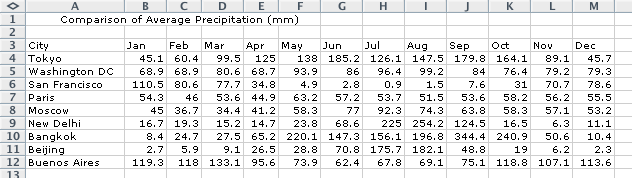 A B C D E F G H I J K L M
1 Comparison of Average Precipitation (mm)
2
3 City Jan Feb Mar Apr May Jun Jul Aug Sep Oct Nov Dec
4 Tokyo 45.1 60.4 99.5 125 138 185.2 126.1 147.5 179.8 164.1 89.1 45.7
5 Washington DC 68.9 68.9 80.6 68.7 93.9 86 96.4 99.2 84 76.4 79.2 79.3
6 San Francisco 110.5 80.6 77.7 34.8 4.9 2.8 0.9 1.5 7.6 31 70.7 78.6
7 Paris 54.3 46 53.6 44.9 63.2 57.2 53.7 51.5 53.6 58.2 56.2 55.5
8 Moscow 45 36.7 34.4 41.2 58.3 77 92.3 74.3 63.8 58.3 57.1 53.2
9 New Delhi 16.7 19.3 15.2 14.7 23.8 68.6 225 254.2 124.5 16.5 6.3 11.1
10 Bangkok 8.4 24.7 27.5 65.2 220.1 147.3 156.1 196.8 344.4 240.9 50.6 10.4
11 Beijing 2.7 5.9 9.1 26.5 28.8 70.8 175.7 182.1 48.8 19 6.2 2.3
12 Buenos Aires 119.3 118 133.1 95.6 73.9 62.4 67.8 69.1 75.1 118.8 107.1 113.6
13